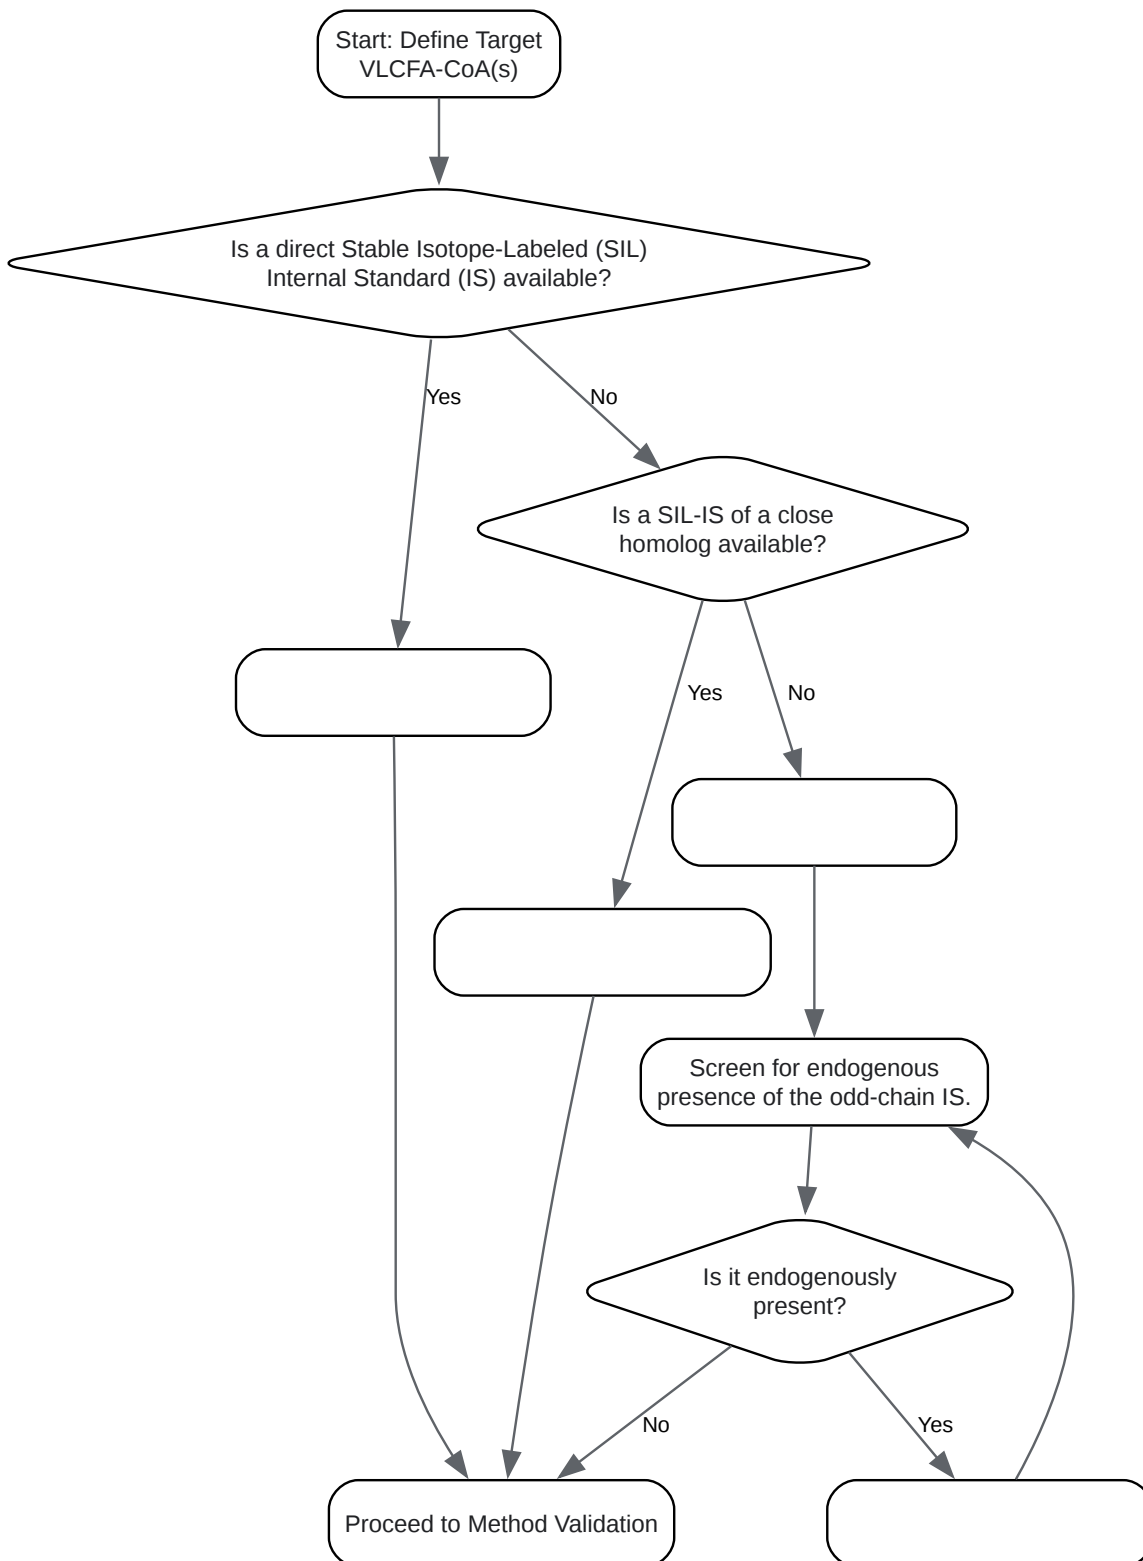 Start: Define Target
VLCFA-CoA(s)
Is a direct Stable Isotope-Labeled (SIL)
Internal Standard (IS) available?
Yes
No
Is a SIL-IS of a close
homolog available?
Yes
No
Screen for endogenous
presence of the odd-chain IS.
Is it endogenously
present?
No
Yes
Proceed to Method Validation